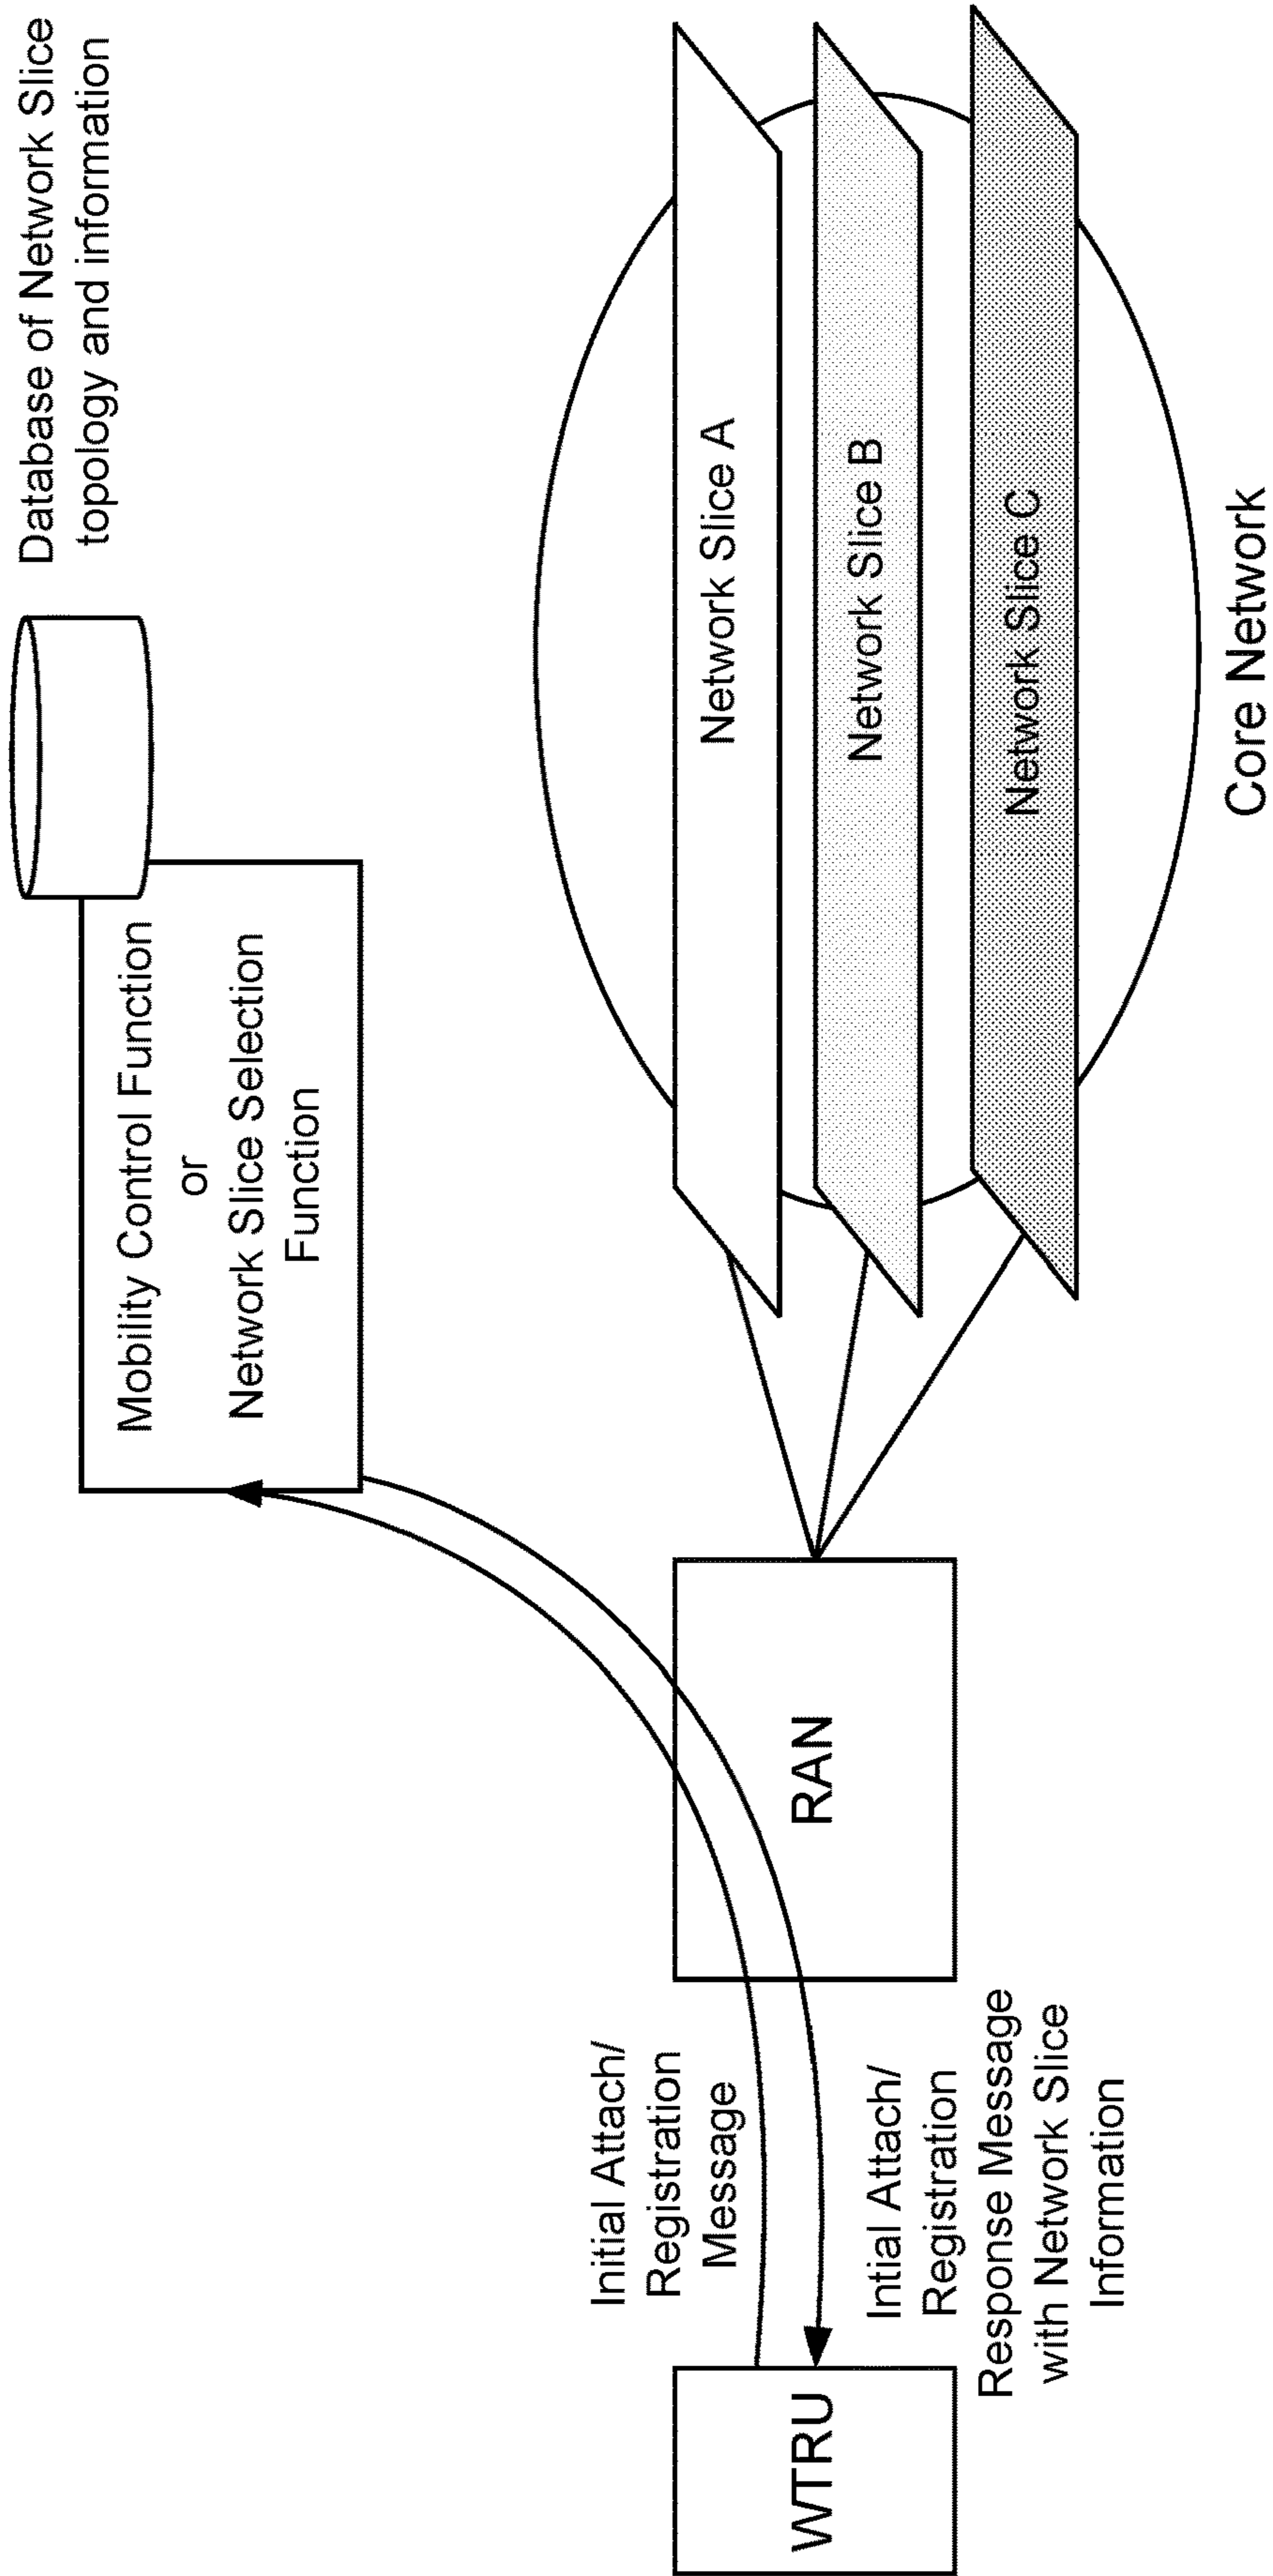 Database of Network Slice
topology and information
Mobility Control Function
or
Network Slice Selection
Function
Initial Attach/
Registration
Message
Intial Attach/
Registration
Response Message
with Network Slice
Information
WTRU
RAN
Network Slice A
Network Slice B
Network Slice C
Core Network